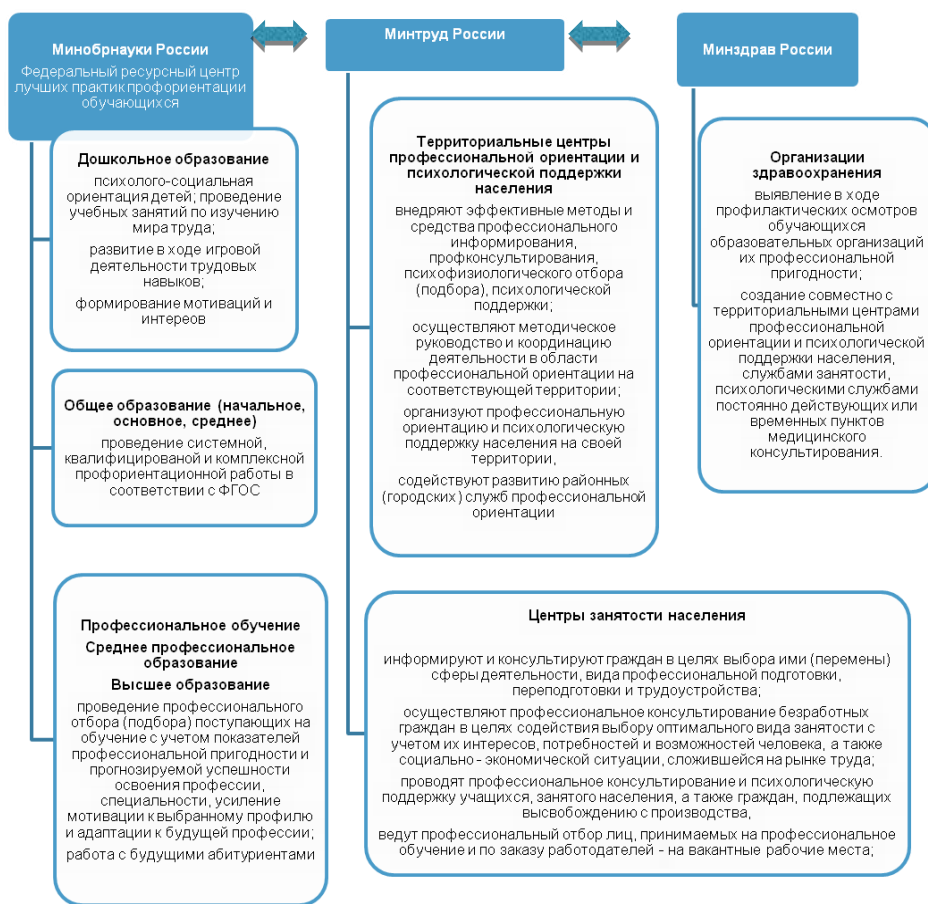 Минобрнауки России
Федеральный ресурсный центр
лучших практик профориентации
обучающихся
Дошкольное образование
психолого-социальная
ориентация детей; проведение
учебных занятий по изучению
мира труда;
развитие в ходе игровой
деятельности трудовых
навыков;
формирование мотиваций и
интереов
Общее образование (начальное,
основное, среднее)
проведение системной,
квалифицированой и комплексной
профориентационной работы в
соответствии с ФГОС
Профессиональное обучение
Среднее профессиональное
образование
Высшее образование
проведение профессионального
отбора (подбора) поступающих на
обучение с учетом показателей
профессиональной пригодности и
прогнозируемой успешности
освоения профессии,
специальности, усиление
мотивации к выбранному профилю
и адаптации к будущей профессии;
работа с будущими абитуриентами
Минтруд России
Территориальные центры
профессиональной ориентации и
психологической поддержки
населения
внедряют эффективные методы и
средства профессионального
информирования,
профконсультирования,
психофизиологического отбора
(подбора), психологической
поддержки;
осуществляют методическое
руководство и координацию
деятельности в области
профессиональной ориентации на
соответствующей территории;
организуют профессиональную
ориентацию и психологическую
поддержку населения на своей
территории,
содействуют развитию районных
(городских) служб профессиональной
ориентации
Центры занятости населения
информируют и консультируют граждан в целях выбора ими (перемены)
сферы деятельности, вида профессиональной подготовки,
переподготовки и трудоустройства;
осуществляют профессиональное консультирование безработных
граждан в целях содействия выбору оптимального вида занятости с
учетом их интересов, потребностей и возможностей человека, а также
социально - экономической ситуации, сложившейся на рынке труда;
проводят профессиональное консультирование и психологическую
поддержку учащихся, занятого населения, а также граждан, подлежащих
высвобождению с производства,
ведут профессиональный отбор лиц, принимаемых на профессиональное
обучение и по заказу работодателей - на вакантные рабочие места;
Минздрав России
Организации
здравоохранения
выявление в ходе
профилактических осмотров
обучающихся
образовательных организаций
их профессиональной
пригодности;
создание совместно с
территориальными центрами
профессиональной
ориентации и психологической
поддержки населения,
службами занятости,
психологическими службами
постоянно действующих или
временных пунктов
медицинского
консультирования.